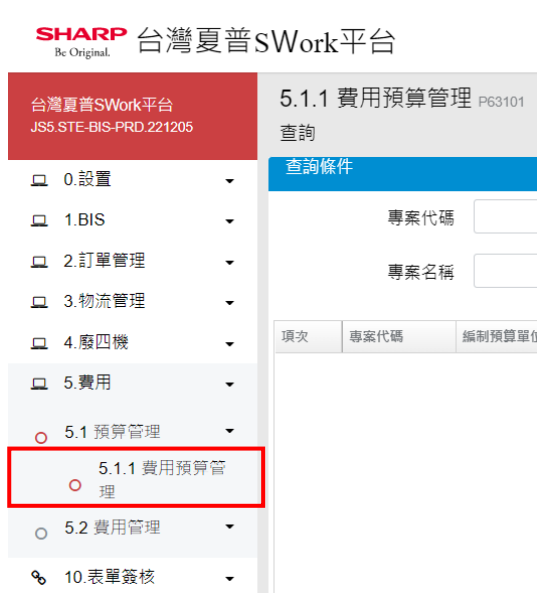 SHARP
Be Original.
台灣夏普SWork平台
台灣夏普SWork平台
JS5.STE-BIS-PRD.221205
0.設置
1.BIS
2.訂單管理
3.物流管理
4.廢四機
5.費用
5.1 預算管理
5.1.1 費用預算管
理
5.2 費用管理
10.表單簽核
5.1.1 費用預算管理 P63101
查詢
查詢條件
專案代碼
專案名稱
項次 專案代碼 編制預算單